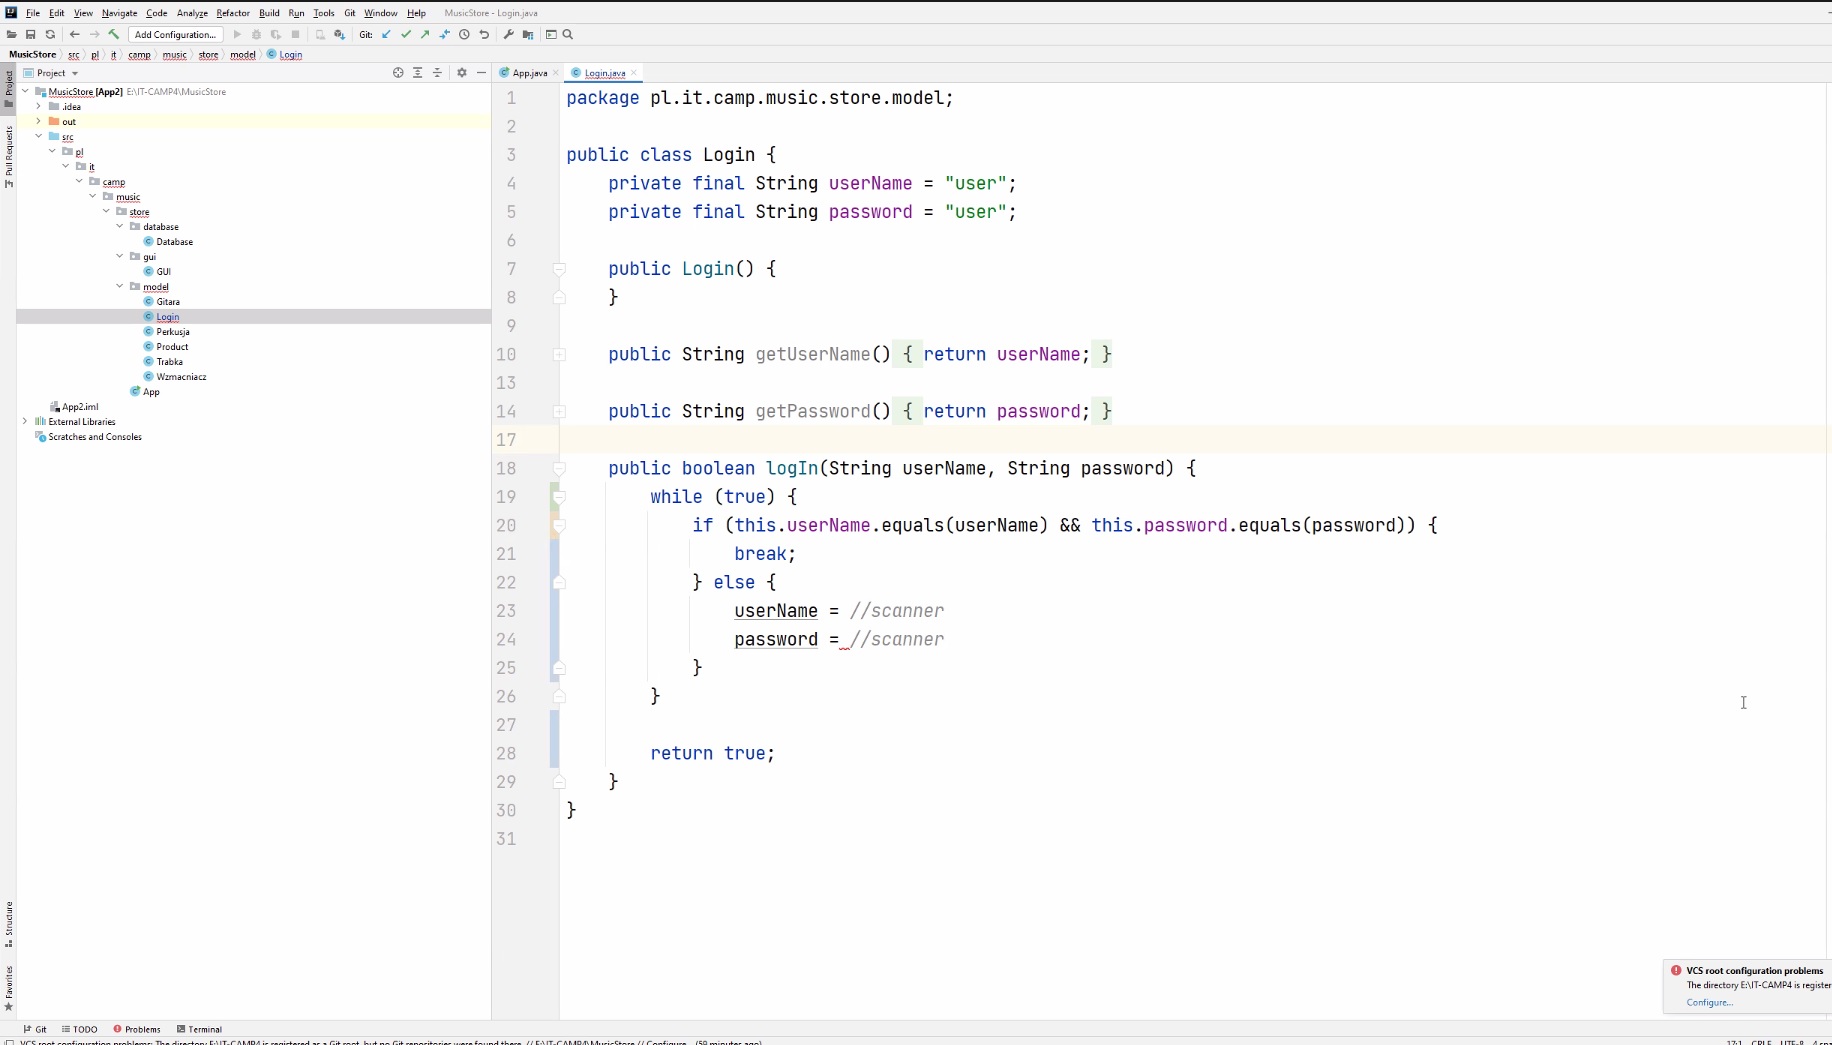 File Edit View Navigate Code Analyze Refactor Build Run Tools Git Window Help MusicStore - Login.java
Add Configuration... Git:
MusicStore src pl it camp music store model Login
Project
App.java Login.java
Project
Pull Requests
Structure
Favorites
MusicStore [App2] E:\IT-CAMP4\MusicStore
.idea
out
src
pl
it
camp
music
store
database
Database
gui
GUI
model
Gitara
Login
Perkusja
Product
Trabka
Wzmacniacz
App
App2.iml
External Libraries
Scratches and Consoles
1 package pl.it.camp.music.store.model;
2
3 public class Login {
4 private final String userName = "user";
5 private final String password = "user";
6
7 public Login() {
8 }
9
10 public String getUserName() { return userName; }
13
14 public String getPassword() { return password; }
17
18 public boolean logIn(String userName, String password) {
19 while (true) {
20 if (this.userName.equals(userName) && this.password.equals(password)) {
21 break;
22 } else {
23 userName = //scanner
24 password = //scanner
25 }
26 }
27
28 return true;
29 }
30 }
31
VCS root configuration problems
The directory E:\IT-CAMP4 is register
Configure...
Git TODO Problems Terminal
VCS root configuration problems: The directory E:\IT-CAMP4 is registered as a Git root, but no Git repositories were found there. // E:\IT-CAMP4\MusicStore // Configure... (59 minutes ago) 17:1 CRLF UTF-8 4 spa